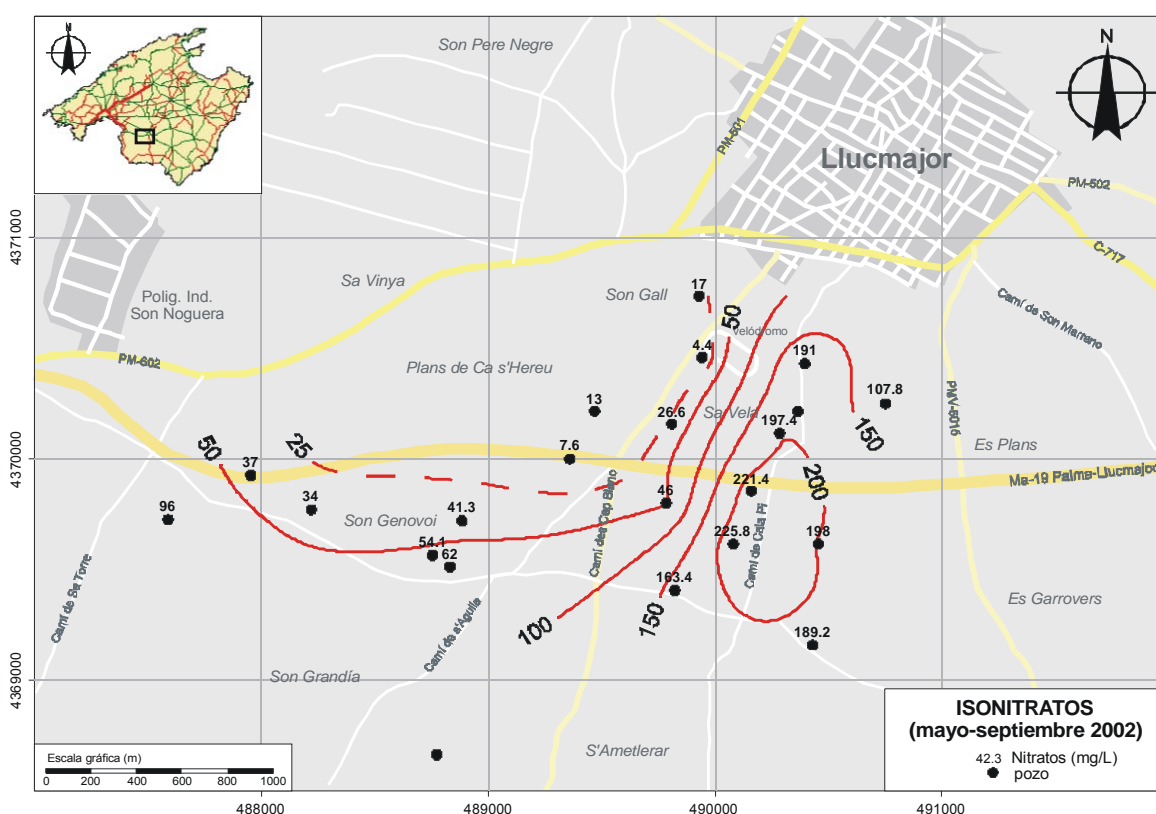 N
Son Pere Negre
N
PM-501
Llucmajor
PM-502
C-717
4371000
Sa Vinya
Son Gall
17
50
Velódromo
Camí de Son Marreno
Polig. Ind.
Son Noguera
PM-602
Plans de Ca s'Hereu
4.4
191
13
26.6
Sa Vela
107.8
197.4
150
PMV-5015
Es Plans
4370000
50
25
37
7.6
46
221.4
200
Ma-19 Palma-Llucmajor
96
34
41.3
Son Genovoi
54.1
62
Camí des Cap Blanc
225.8
Camí de Cala Pi
198
163.4
100
150
Es Garrovers
189.2
Camí de Sa Torre
Camí de s'Aguila
4369000
Son Grandía
S'Ametlerar
ISONITRATOS
(mayo-septiembre 2002)
42.3 Nitratos (mg/L)
pozo
Escala gráfica (m)
0 200 400 600 800 1000
488000 489000 490000 491000